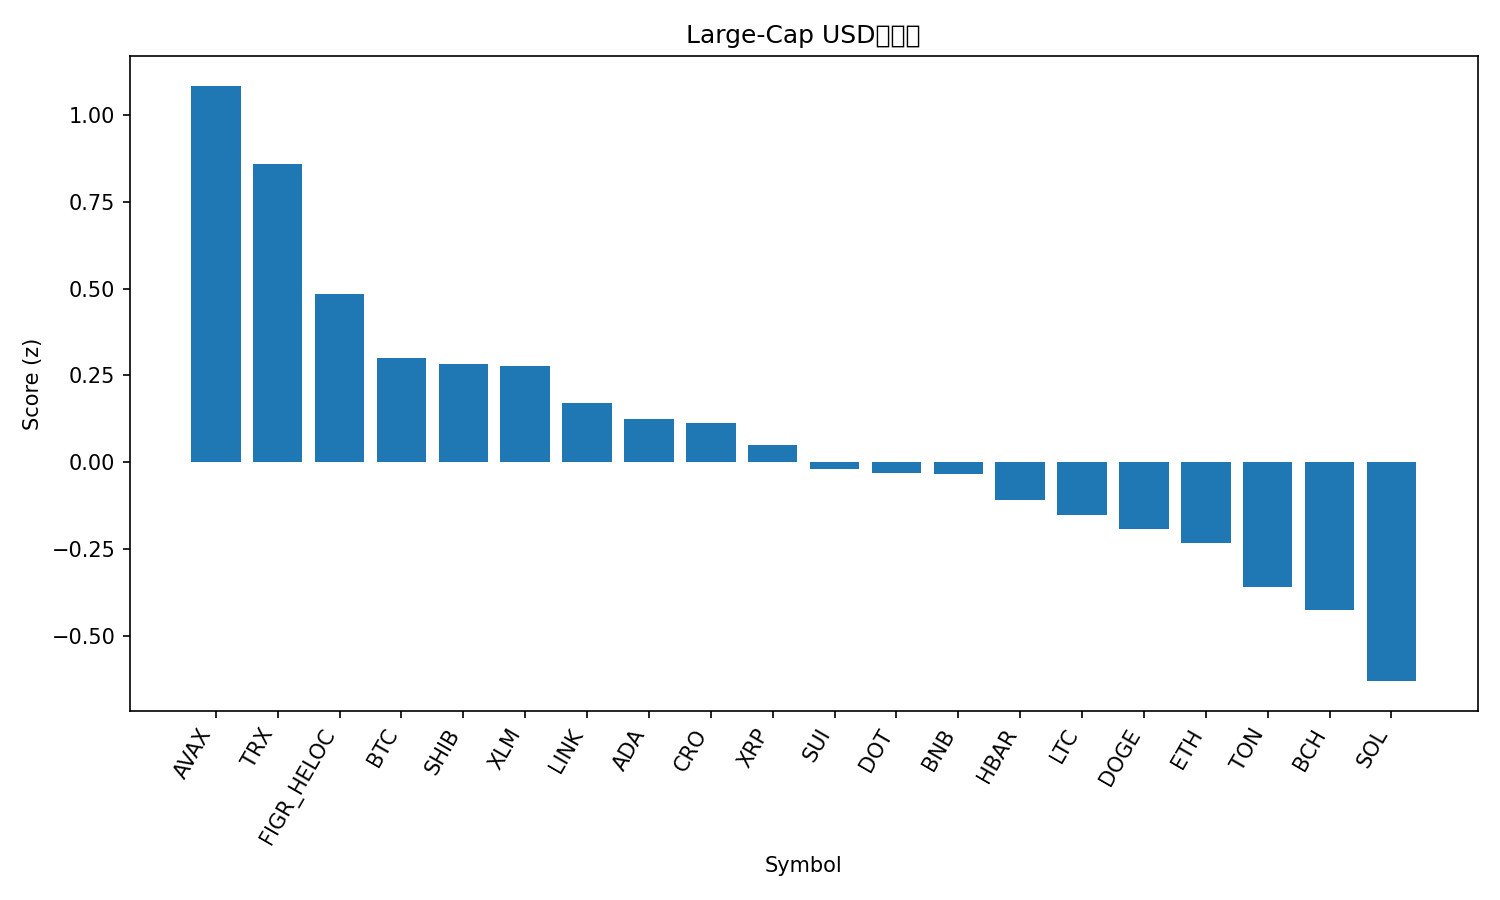 Large-Cap USD
Score (z)
1.00
0.75
0.50
0.25
0.00
−0.25
−0.50
AVAX
TRX
FIGR_HELOC
BTC
SHIB
XLM
LINK
ADA
CRO
XRP
SUI
DOT
BNB
HBAR
LTC
DOGE
ETH
TON
BCH
SOL
Symbol